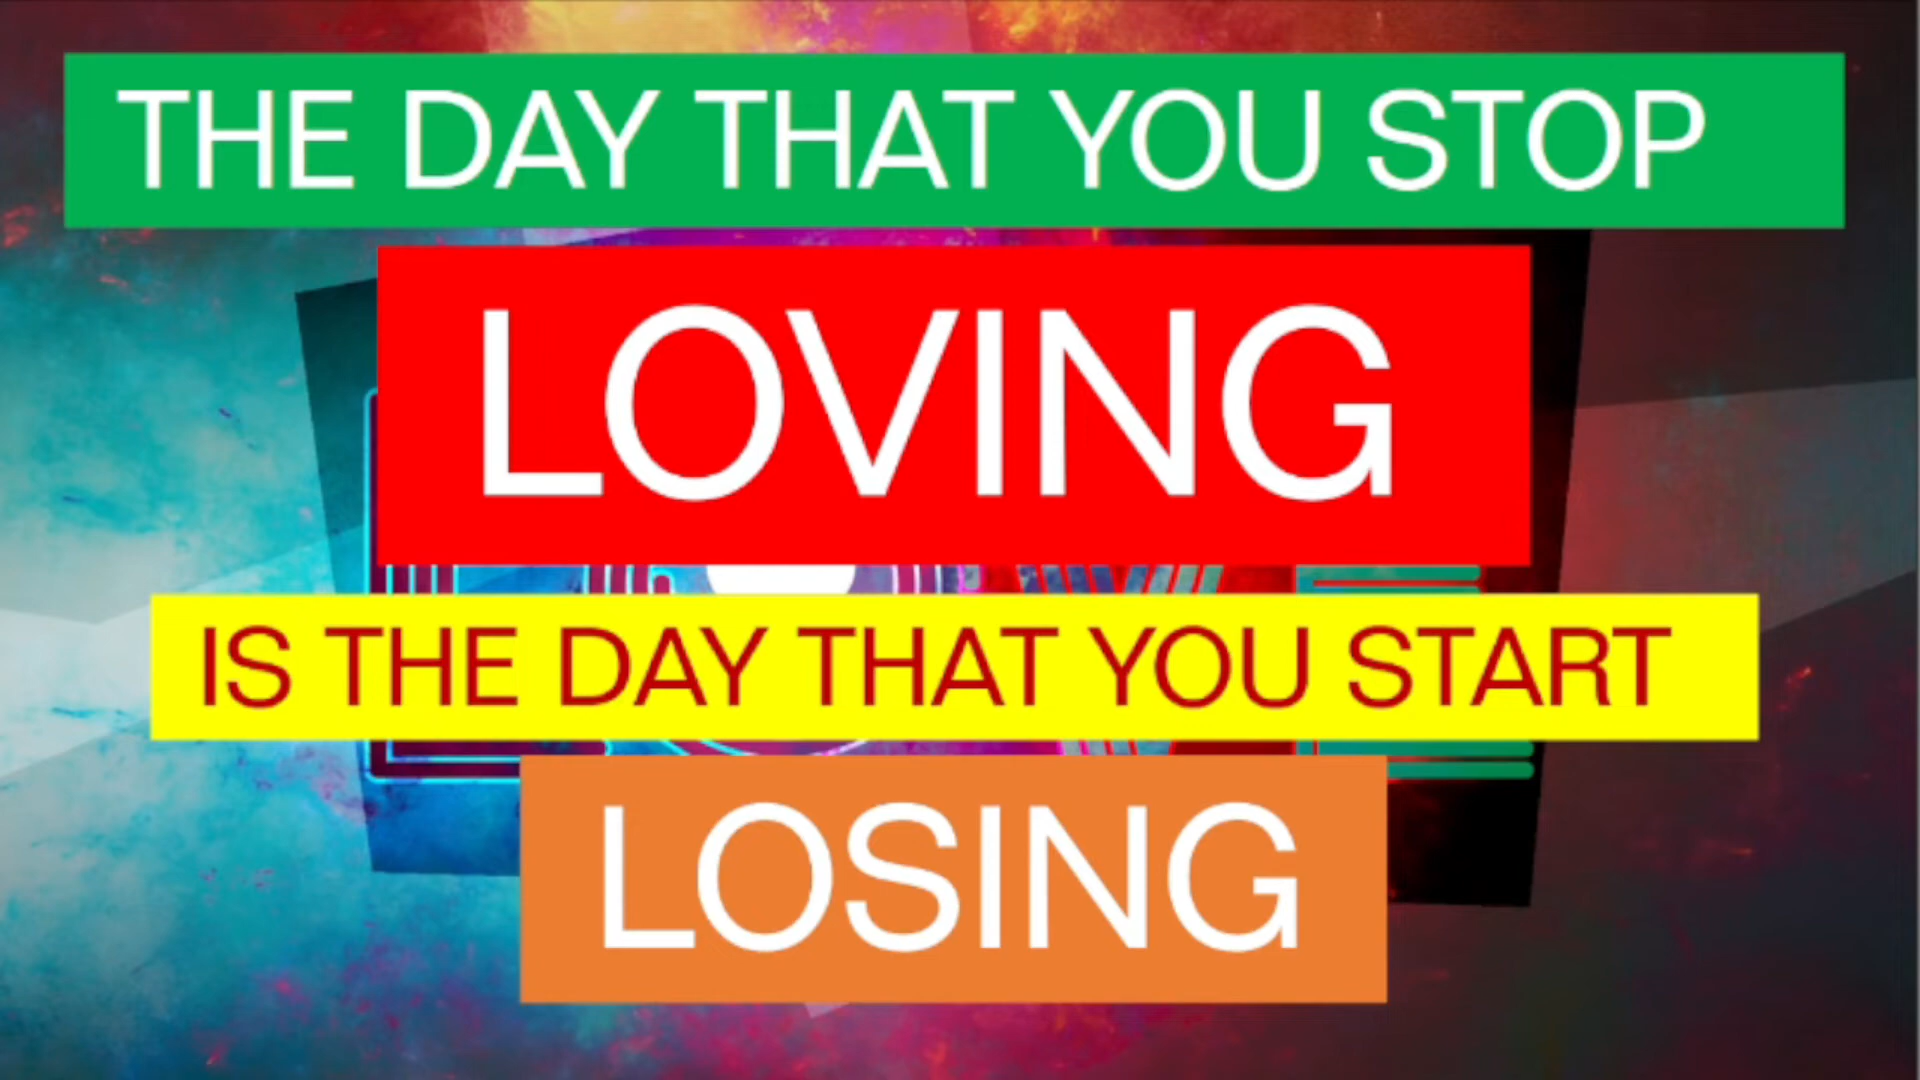 THE DAY THAT YOU STOP
LOVING
IS THE DAY THAT YOU START
LOSING